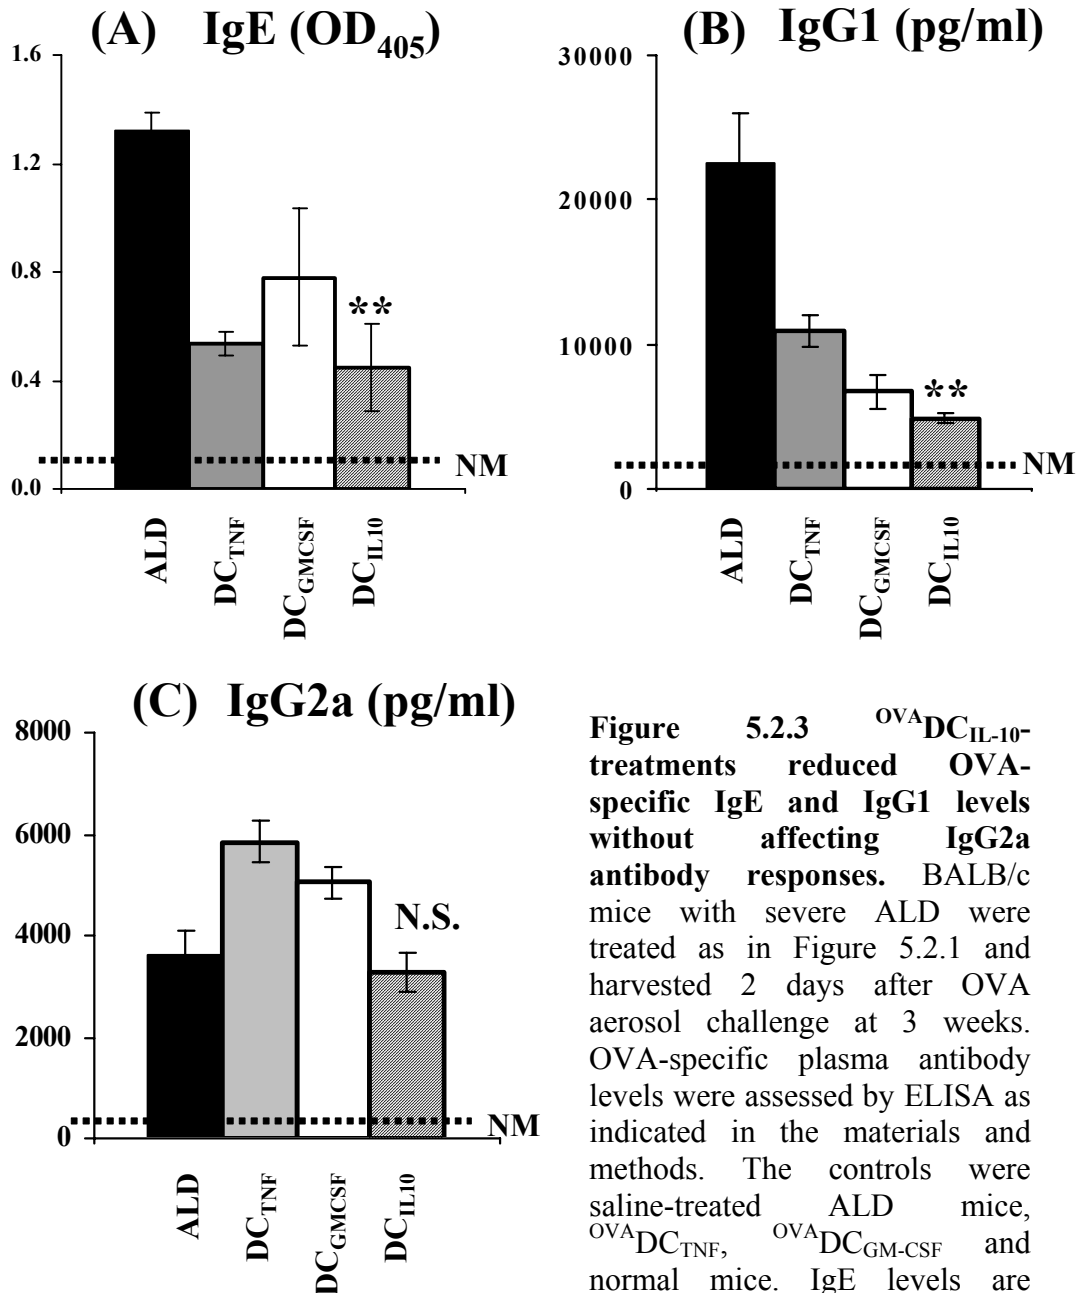 (A) IgE (OD405)
1.6
1.2
0.8
0.4
0.0
**
NM
ALD
DCTNF
DCGMCSF
DCIL10
(B) IgG1 (pg/ml)
30000
20000
10000
0
**
NM
ALD
DCTNF
DCGMCSF
DCIL10
(C) IgG2a (pg/ml)
8000
6000
4000
2000
0
N.S.
NM
ALD
DCTNF
DCGMCSF
DCIL10
Figure 5.2.3 OVADCIL-10-
treatments reduced OVA-
specific IgE and IgG1 levels
without affecting IgG2a
antibody responses. BALB/c
mice with severe ALD were
treated as in Figure 5.2.1 and
harvested 2 days after OVA
aerosol challenge at 3 weeks.
OVA-specific plasma antibody
levels were assessed by ELISA as
indicated in the materials and
methods. The controls were
saline-treated ALD mice,
OVADCTNF, OVADCGM-CSF and
normal mice. IgE levels are